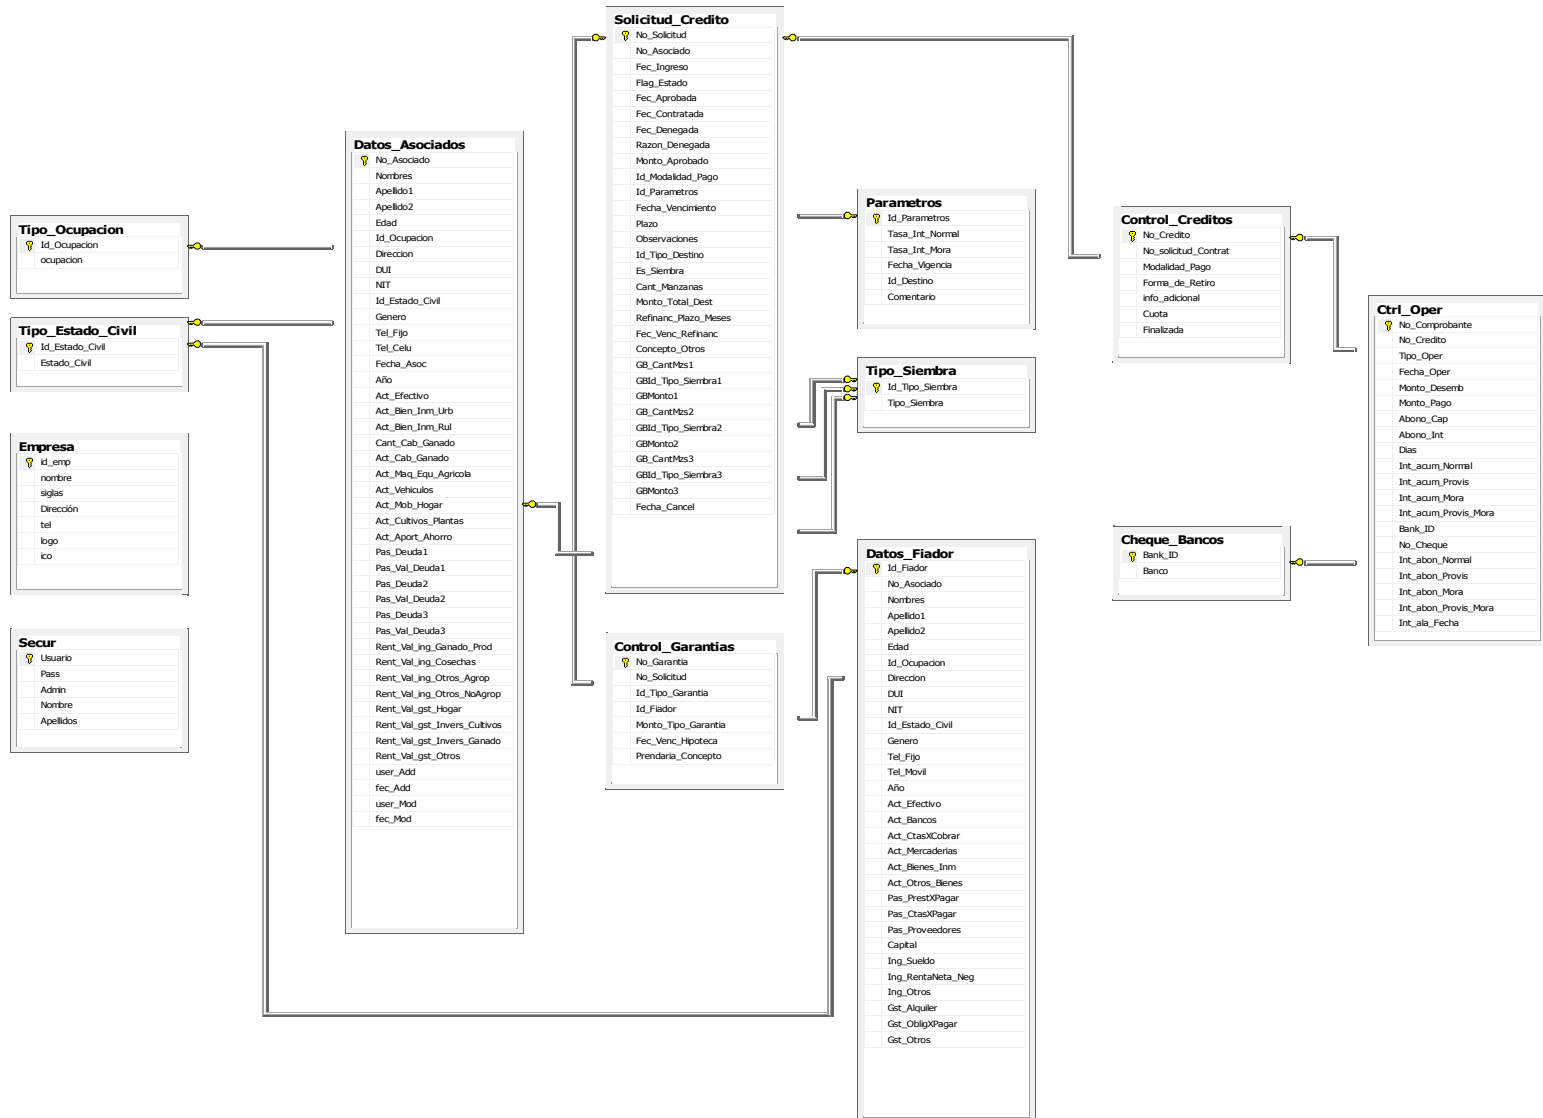 Solicitud_Credito
No_Solicitud
No_Asociado
Fec_Ingreso
Flag_Estado
Fec_Aprobada
Fec_Contratada
Fec_Denegada
Razon_Denegada
Monto_Aprobado
Id_Modalidad_Pago
Id_Parametros
Fecha_Vencimiento
Plazo
Observaciones
Id_Tipo_Destino
Es_Siembra
Cant_Manzanas
Monto_Total_Dest
Refinanc_Plazo_Meses
Fec_Venc_Refinanc
Concepto_Otros
GB_CantMzs1
GBId_Tipo_Siembra1
GBMonto1
GB_CantMzs2
GBId_Tipo_Siembra2
GBMonto2
GB_CantMzs3
GBId_Tipo_Siembra3
GBMonto3
Fecha_Cancel
Datos_Asociados
No_Asociado
Nombres
Apellido1
Apellido2
Edad
Id_Ocupacion
Direccion
DUI
NIT
Id_Estado_Civil
Genero
Tel_Fijo
Tel_Celu
Fecha_Asoc
Año
Act_Efectivo
Act_Bien_Inm_Urb
Act_Bien_Inm_Rul
Cant_Cab_Ganado
Act_Cab_Ganado
Act_Maq_Equ_Agricola
Act_Vehiculos
Act_Mob_Hogar
Act_Cultivos_Plantas
Act_Aport_Ahorro
Pas_Deuda1
Pas_Val_Deuda1
Pas_Deuda2
Pas_Val_Deuda2
Pas_Deuda3
Pas_Val_Deuda3
Rent_Val_ing_Ganado_Prod
Rent_Val_ing_Cosechas
Rent_Val_ing_Otros_Agrop
Rent_Val_ing_Otros_NoAgrop
Rent_Val_gst_Hogar
Rent_Val_gst_Invers_Cultivos
Rent_Val_gst_Invers_Ganado
Rent_Val_gst_Otros
user_Add
fec_Add
user_Mod
fec_Mod
Tipo_Ocupacion
Id_Ocupacion
ocupacion
Tipo_Estado_Civil
Id_Estado_Civil
Estado_Civil
Empresa
id_emp
nombre
siglas
Dirección
tel
logo
ico
Secur
Usuario
Pass
Admin
Nombre
Apellidos
Control_Garantias
No_Garantia
No_Solicitud
Id_Tipo_Garantia
Id_Fiador
Monto_Tipo_Garantia
Fec_Venc_Hipoteca
Prendaria_Concepto
Parametros
Id_Parametros
Tasa_Int_Normal
Tasa_Int_Mora
Fecha_Vigencia
Id_Destino
Comentario
Tipo_Siembra
Id_Tipo_Siembra
Tipo_Siembra
Datos_Fiador
Id_Fiador
No_Asociado
Nombres
Apellido1
Apellido2
Edad
Id_Ocupacion
Direccion
DUI
NIT
Id_Estado_Civil
Genero
Tel_Fijo
Tel_Movil
Año
Act_Efectivo
Act_Bancos
Act_CtasXCobrar
Act_Mercaderias
Act_Bienes_Inm
Act_Otros_Bienes
Pas_PrestXPagar
Pas_CtasXPagar
Pas_Proveedores
Capital
Ing_Sueldo
Ing_RentaNeta_Neg
Ing_Otros
Gst_Alquiler
Gst_ObligXPagar
Gst_Otros
Control_Creditos
No_Credito
No_solicitud_Contrat
Modalidad_Pago
Forma_de_Retiro
info_adicional
Cuota
Finalizada
Cheque_Bancos
Bank_ID
Banco
Ctrl_Oper
No_Comprobante
No_Credito
Tipo_Oper
Fecha_Oper
Monto_Desemb
Monto_Pago
Abono_Cap
Abono_Int
Dias
Int_acum_Normal
Int_acum_Provis
Int_acum_Mora
Int_acum_Provis_Mora
Bank_ID
No_Cheque
Int_abon_Normal
Int_abon_Provis
Int_abon_Mora
Int_abon_Provis_Mora
Int_ala_Fecha